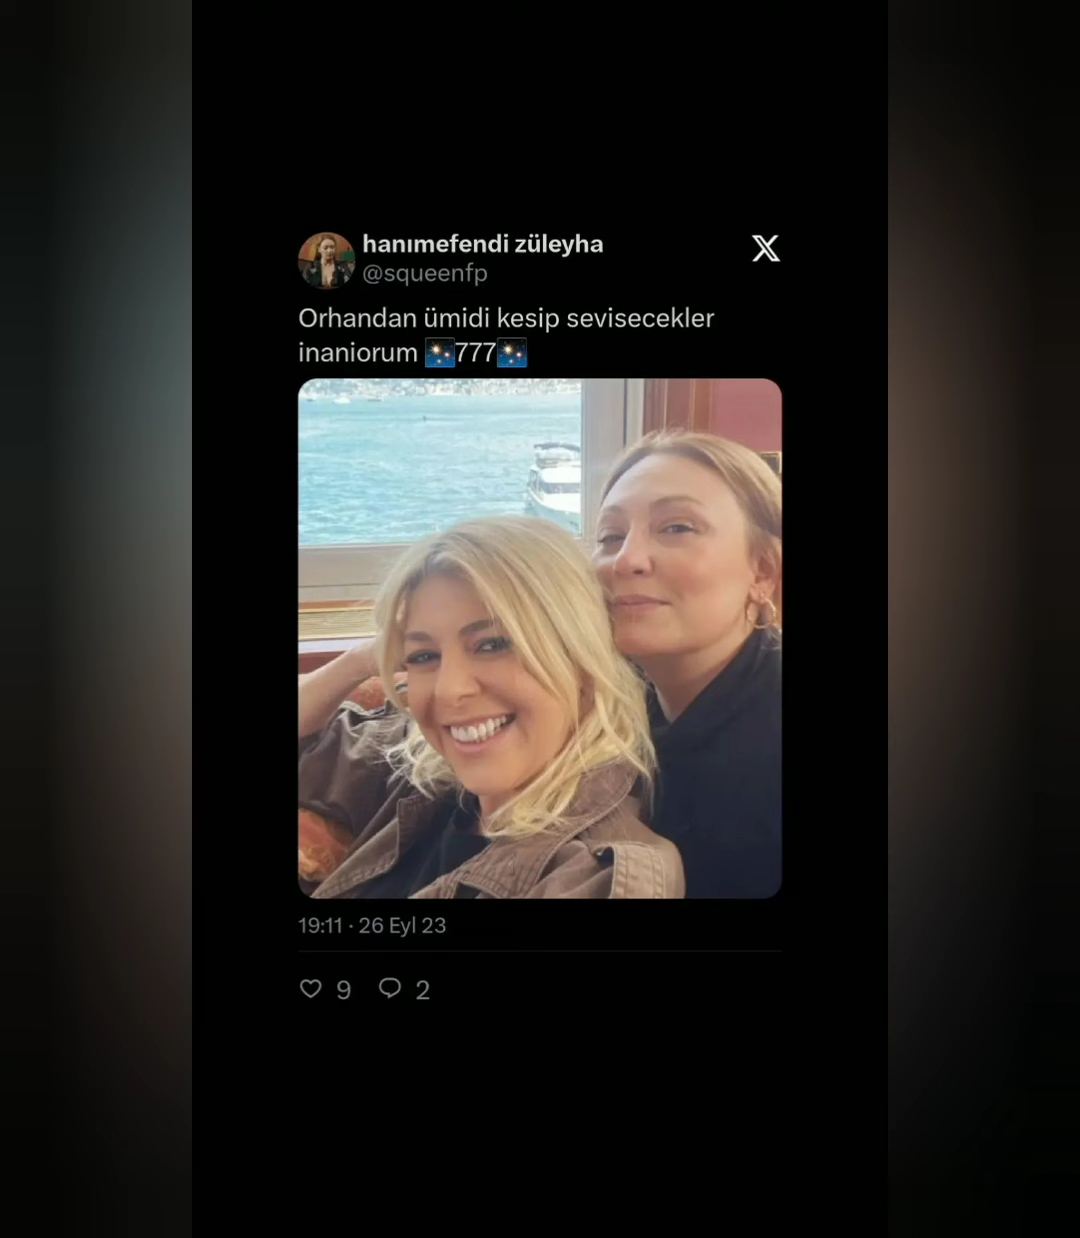 hanımefendi züleyha
@squeenfp
Orhandan ümidi kesip sevisecekler
inaniorum 🎇777🎇
19:11 · 26 Eyl 23
9 2